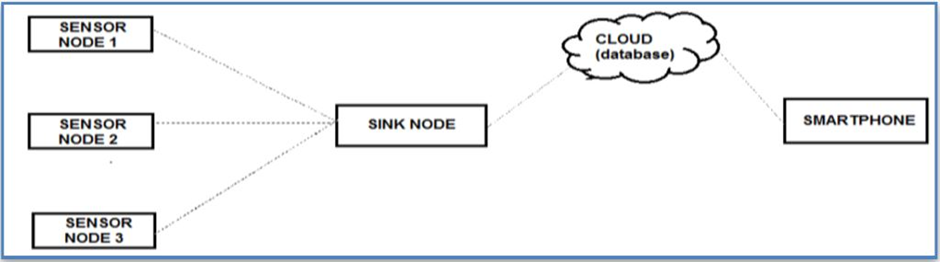 SENSOR
NODE 1
SENSOR
NODE 2
SENSOR
NODE 3
SINK NODE
CLOUD
(database)
SMARTPHONE